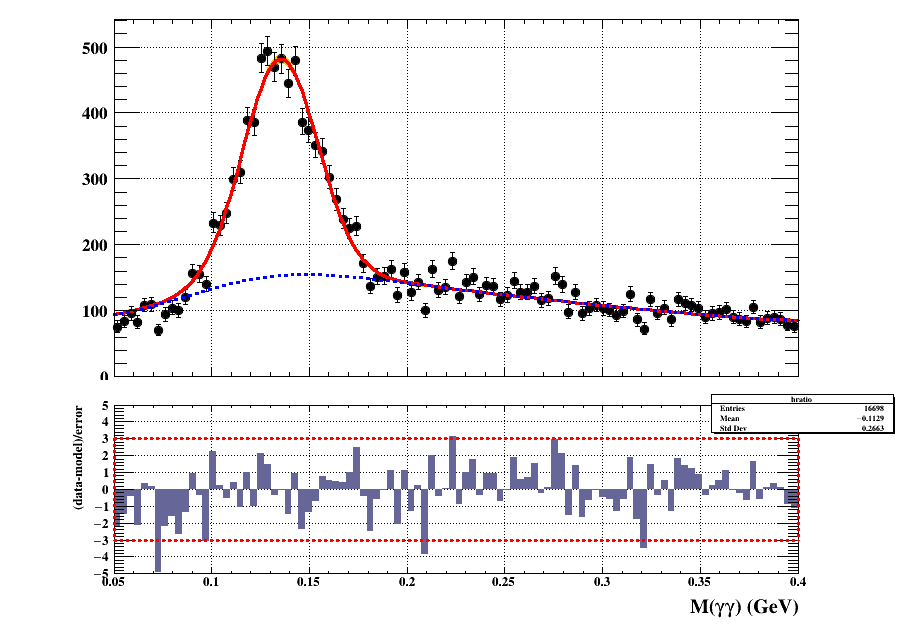 500
400
300
200
100
0
hratio
Entries 16698
Mean −0.1129
Std Dev 0.2663
(data-model)/error
5
4
3
2
1
0
−1
−2
−3
−4
−5
0.05 0.1 0.15 0.2 0.25 0.3 0.35 0.4
M(γγ) (GeV)